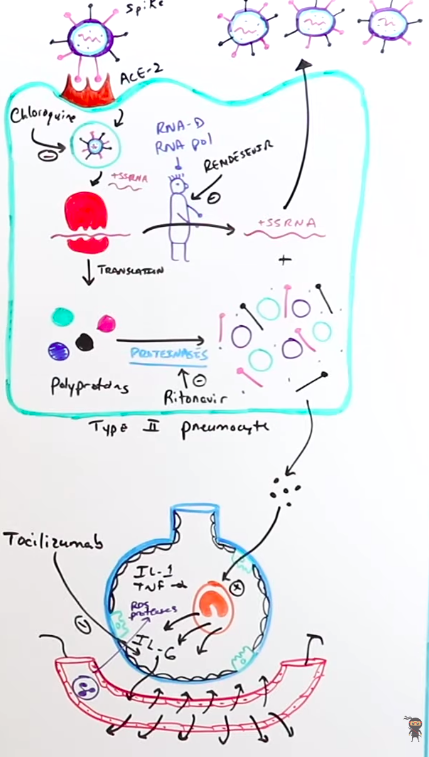 Spike
ACE-2
Chloroquine
RNA-D
RNA pol
RENDESEVIR
+SSRNA
+SSRNA
+
TRANSLATION
PROTEINASES
Polyproteins
Ritonavir
Type II pneumocyte
Tocilizumab
IL-1
TNF-α
ROS
proteases
IL-6